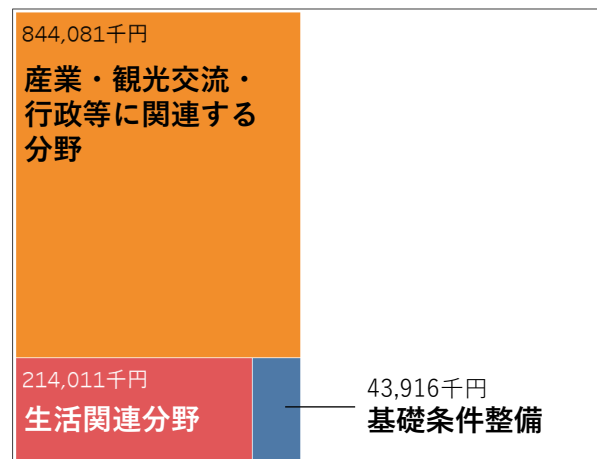 844,081千円
産業・観光交流・
行政等に関連する
分野
214,011千円
生活関連分野
43,916千円
基礎条件整備